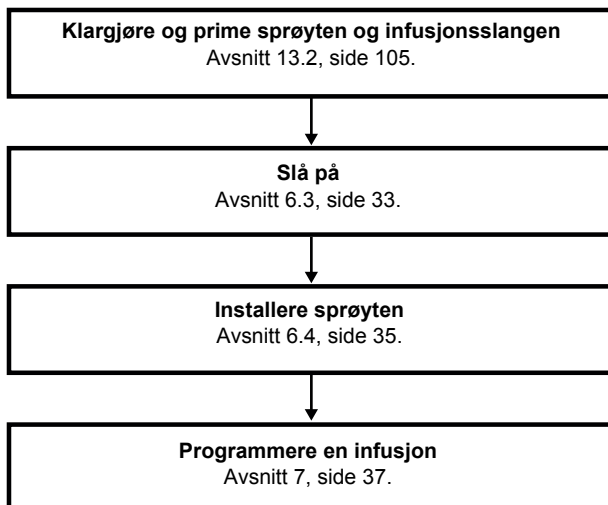 Klargjøre og prime sprøyten og infusjonsslangen
Avsnitt 13.2, side 105.
Slå på
Avsnitt 6.3, side 33.
Installere sprøyten
Avsnitt 6.4, side 35.
Programmere en infusjon
Avsnitt 7, side 37.